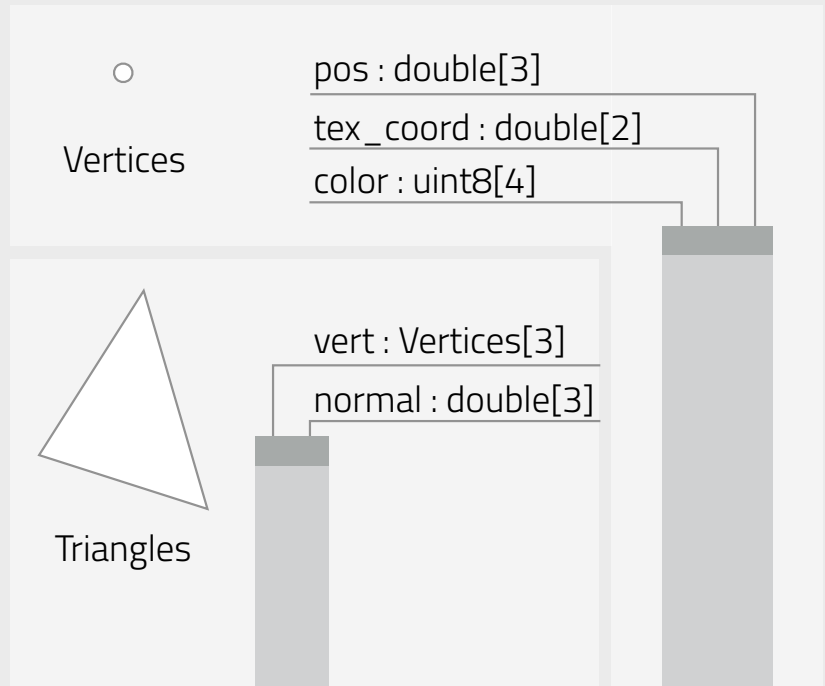 pos : double[3]
tex_coord : double[2]
Vertices
color : uint8[4]
vert : Vertices[3]
normal : double[3]
Triangles